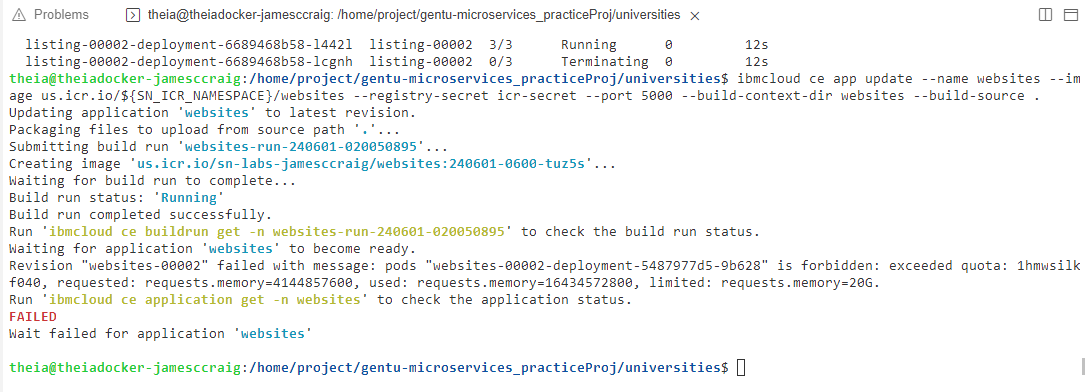 Problems
theia@theiadocker-jamesccraig: /home/project/gentu-microservices_practiceProj/universities
listing-00002-deployment-6689468b58-l442l listing-00002 3/3 Running 0 12s
listing-00002-deployment-6689468b58-lcgnh listing-00002 0/3 Terminating 0 12s
theia@theiadocker-jamesccraig:/home/project/gentu-microservices_practiceProj/universities$ ibmcloud ce app update --name websites --im
age us.icr.io/${SN_ICR_NAMESPACE}/websites --registry-secret icr-secret --port 5000 --build-context-dir websites --build-source .
Updating application 'websites' to latest revision.
Packaging files to upload from source path '.'...
Submitting build run 'websites-run-240601-020050895'...
Creating image 'us.icr.io/sn-labs-jamesccraig/websites:240601-0600-tuz5s'...
Waiting for build run to complete...
Build run status: 'Running'
Build run completed successfully.
Run 'ibmcloud ce buildrun get -n websites-run-240601-020050895' to check the build run status.
Waiting for application 'websites' to become ready.
Revision "websites-00002" failed with message: pods "websites-00002-deployment-5487977d5-9b628" is forbidden: exceeded quota: 1hmwsilk
f040, requested: requests.memory=4144857600, used: requests.memory=16434572800, limited: requests.memory=20G.
Run 'ibmcloud ce application get -n websites' to check the application status.
FAILED
Wait failed for application 'websites'
theia@theiadocker-jamesccraig:/home/project/gentu-microservices_practiceProj/universities$